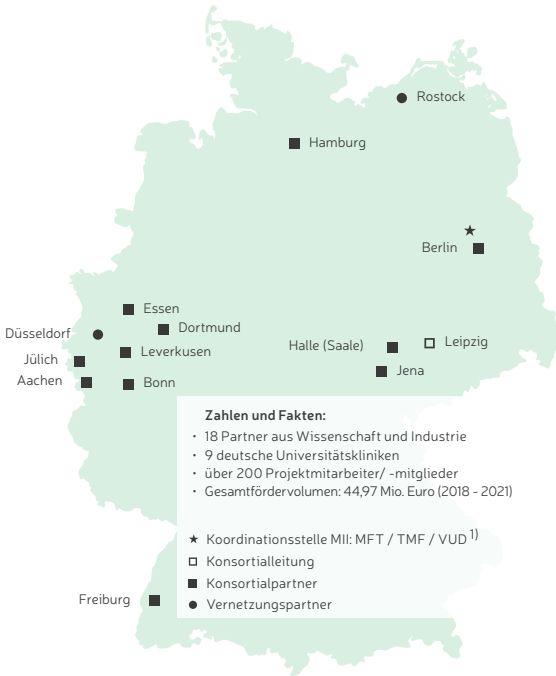 Rostock
Hamburg
Berlin
Essen
Dortmund
Düsseldorf
Leverkusen
Jülich
Aachen
Bonn
Halle (Saale)
Leipzig
Jena
Zahlen und Fakten:
· 18 Partner aus Wissenschaft und Industrie
· 9 deutsche Universitätskliniken
· über 200 Projektmitarbeiter/ -mitglieder
· Gesamtfördervolumen: 44,97 Mio. Euro (2018 - 2021)
Koordinationsstelle MII: MFT / TMF / VUD 1)
Konsortialleitung
Konsortialpartner
Vernetzungspartner
Freiburg